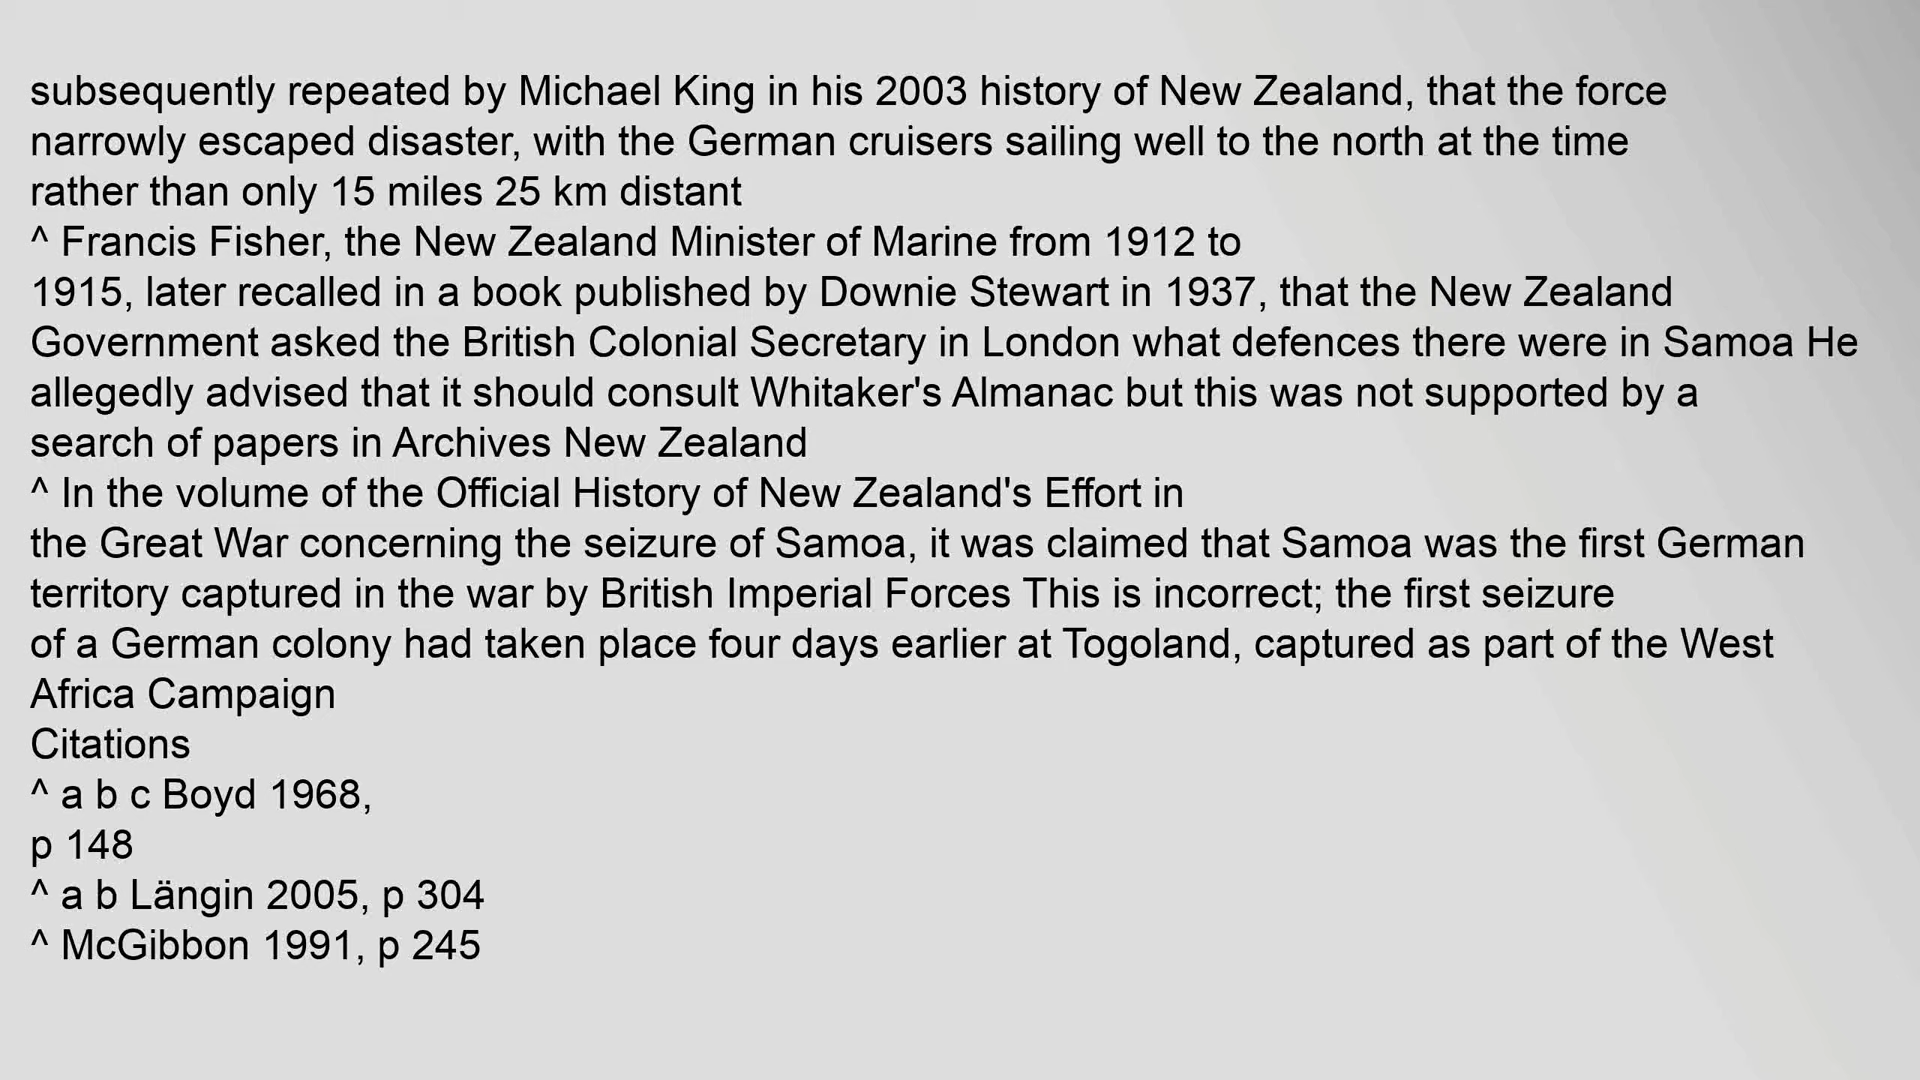 subsequently repeated by Michael King in his 2003 history of New Zealand, that the force
narrowly escaped disaster, with the German cruisers sailing well to the north at the time
rather than only 15 miles 25 km distant
^ Francis Fisher, the New Zealand Minister of Marine from 1912 to
1915, later recalled in a book published by Downie Stewart in 1937, that the New Zealand
Government asked the British Colonial Secretary in London what defences there were in Samoa He
allegedly advised that it should consult Whitaker's Almanac but this was not supported by a
search of papers in Archives New Zealand
^ In the volume of the Official History of New Zealand's Effort in
the Great War concerning the seizure of Samoa, it was claimed that Samoa was the first German
territory captured in the war by British Imperial Forces This is incorrect; the first seizure
of a German colony had taken place four days earlier at Togoland, captured as part of the West
Africa Campaign
Citations
^ a b c Boyd 1968,
p 148
^ a b Längin 2005, p 304
^ McGibbon 1991, p 245